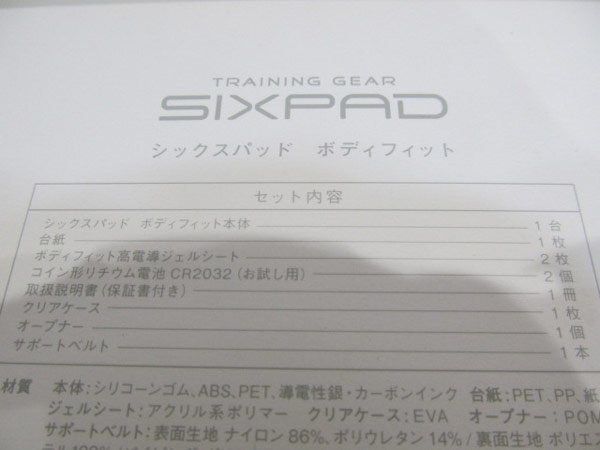 TRAINING GEAR
SIXPAD
シックスパッド ボディフィット
セット内容
シックスパッド ボディフィット本体 1台
台紙 1枚
ボディフィット高電導ジェルシート 2枚
コイン形リチウム電池 CR2032 (お試し用) 2個
取扱説明書(保証書付き) 1冊
クリアケース 1枚
オープナー 1個
サポートベルト 1本
材質 本体:シリコーンゴム、ABS、PET、導電性銀・カーボンインク 台紙:PET、PP、紙
ジェルシート:アクリル系ポリマー クリアケース:EVA オープナー:POM
サポートベルト:表面生地 ナイロン 86%、ポリウレタン 14% / 裏面生地 ポリエス